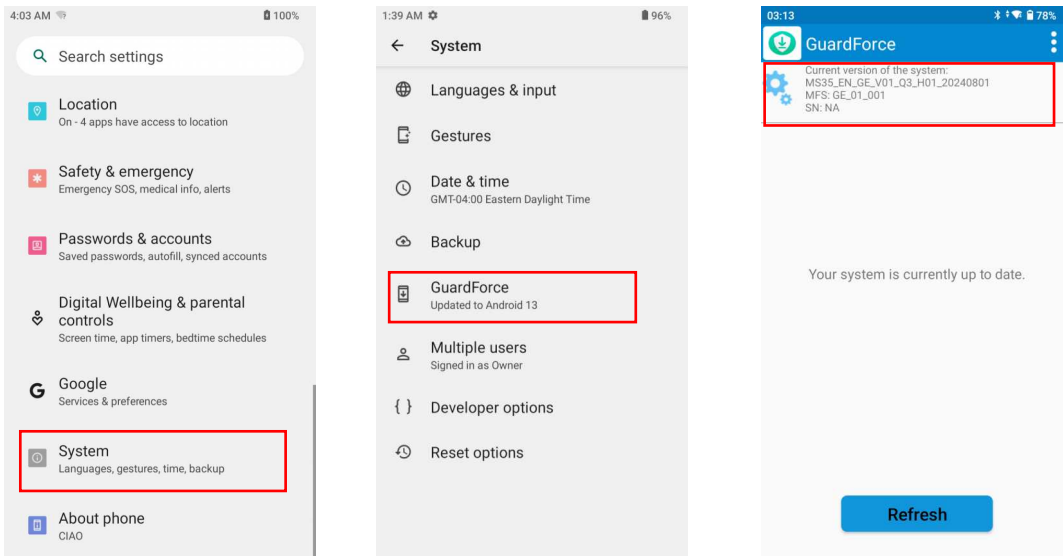 4:03 AM
100%
Search settings
Location
On - 4 apps have access to location
Safety & emergency
Emergency SOS, medical info, alerts
Passwords & accounts
Saved passwords, autofill, synced accounts
Digital Wellbeing & parental
controls
Screen time, app timers, bedtime schedules
G Google
Services & preferences
System
Languages, gestures, time, backup
About phone
CIAO
1:39 AM
96%
System
Languages & input
Gestures
Date & time
GMT-04:00 Eastern Daylight Time
Backup
GuardForce
Updated to Android 13
Multiple users
Signed in as Owner
{ } Developer options
Reset options
03:13
78%
GuardForce
Current version of the system:
MS35_EN_GE_V01_Q3_H01_20240801
MFS: GE_01_001
SN: NA
Your system is currently up to date.
Refresh